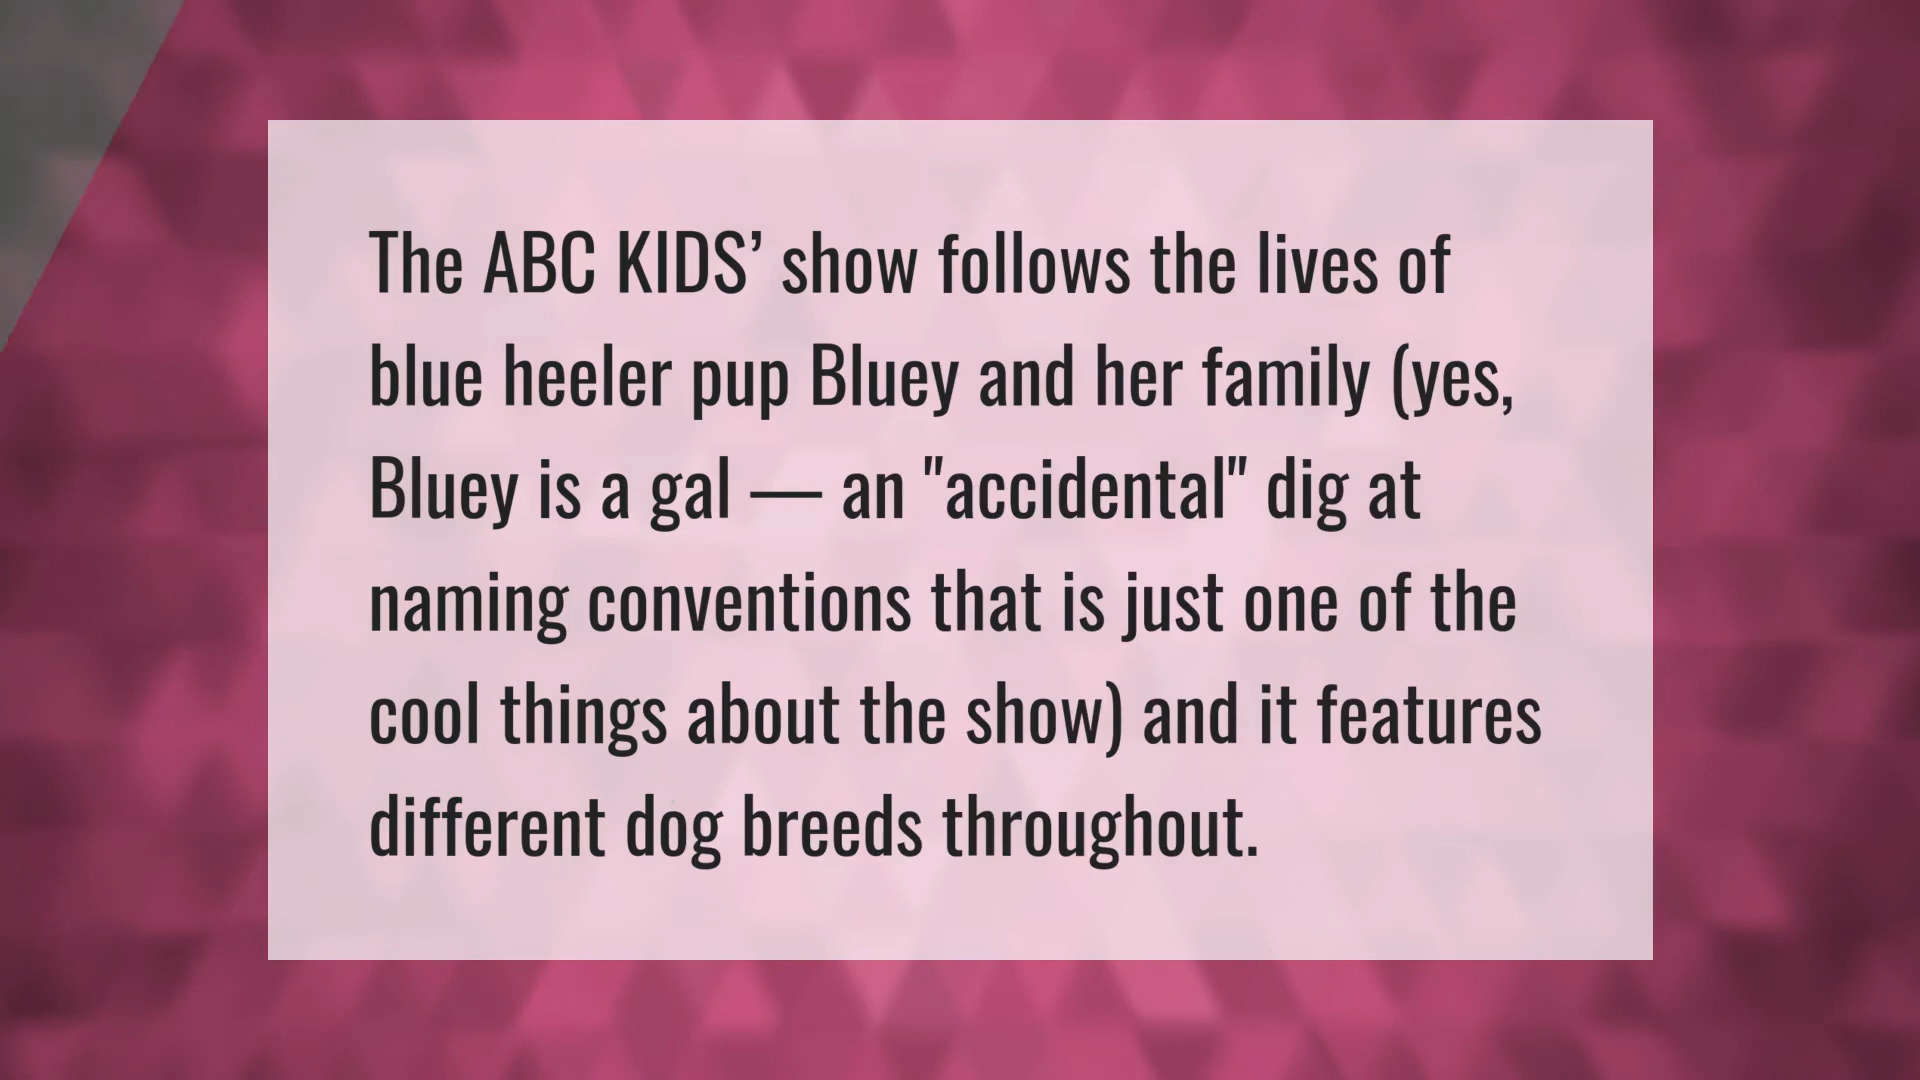 The ABC KIDS’ show follows the lives of
blue heeler pup Bluey and her family (yes,
Bluey is a gal — an "accidental" dig at
naming conventions that is just one of the
cool things about the show) and it features
different dog breeds throughout.